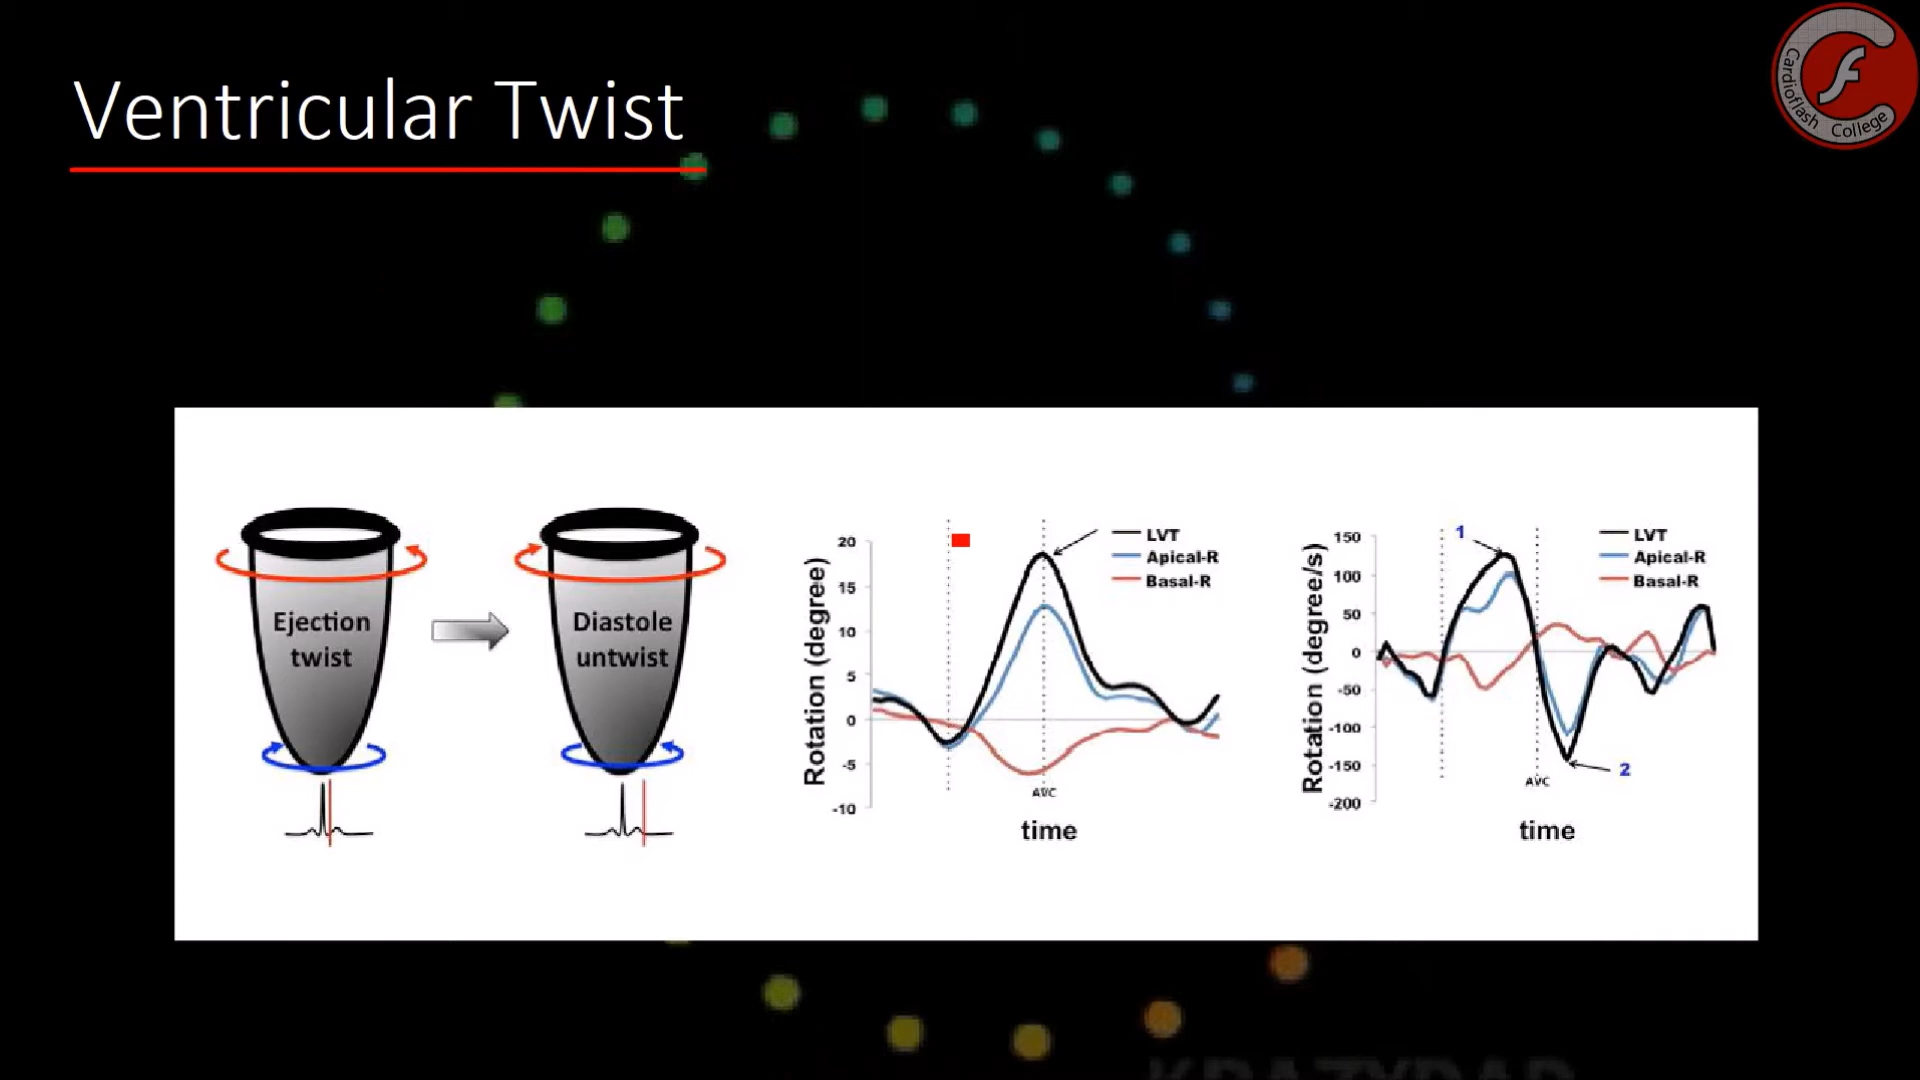 Ventricular Twist
Cardioflash College
Ejection
twist
Diastole
untwist
Rotation (degree)
20
15
10
5
0
-5
-10
LVT
Apical-R
Basal-R
AVC
time
Rotation (degree/s)
150
100
50
0
-50
-100
-150
-200
1
2
LVT
Apical-R
Basal-R
AVC
time